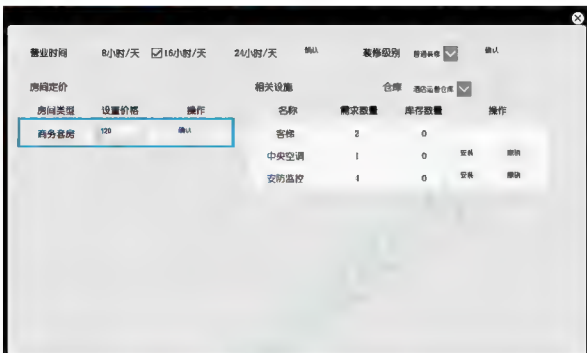 营业时间 8小时/天 16小时/天 24小时/天 确认 装修级别 普通装修 确认
房间定价 相关设施 仓库 酒店运营仓库
房间类型 设置价格 操作 名称 需求数量 库存数量 操作
商务客房 120 确认 客梯 2 0
中央空调 1 0 安装 撤销
安防监控 1 0 安装 撤销